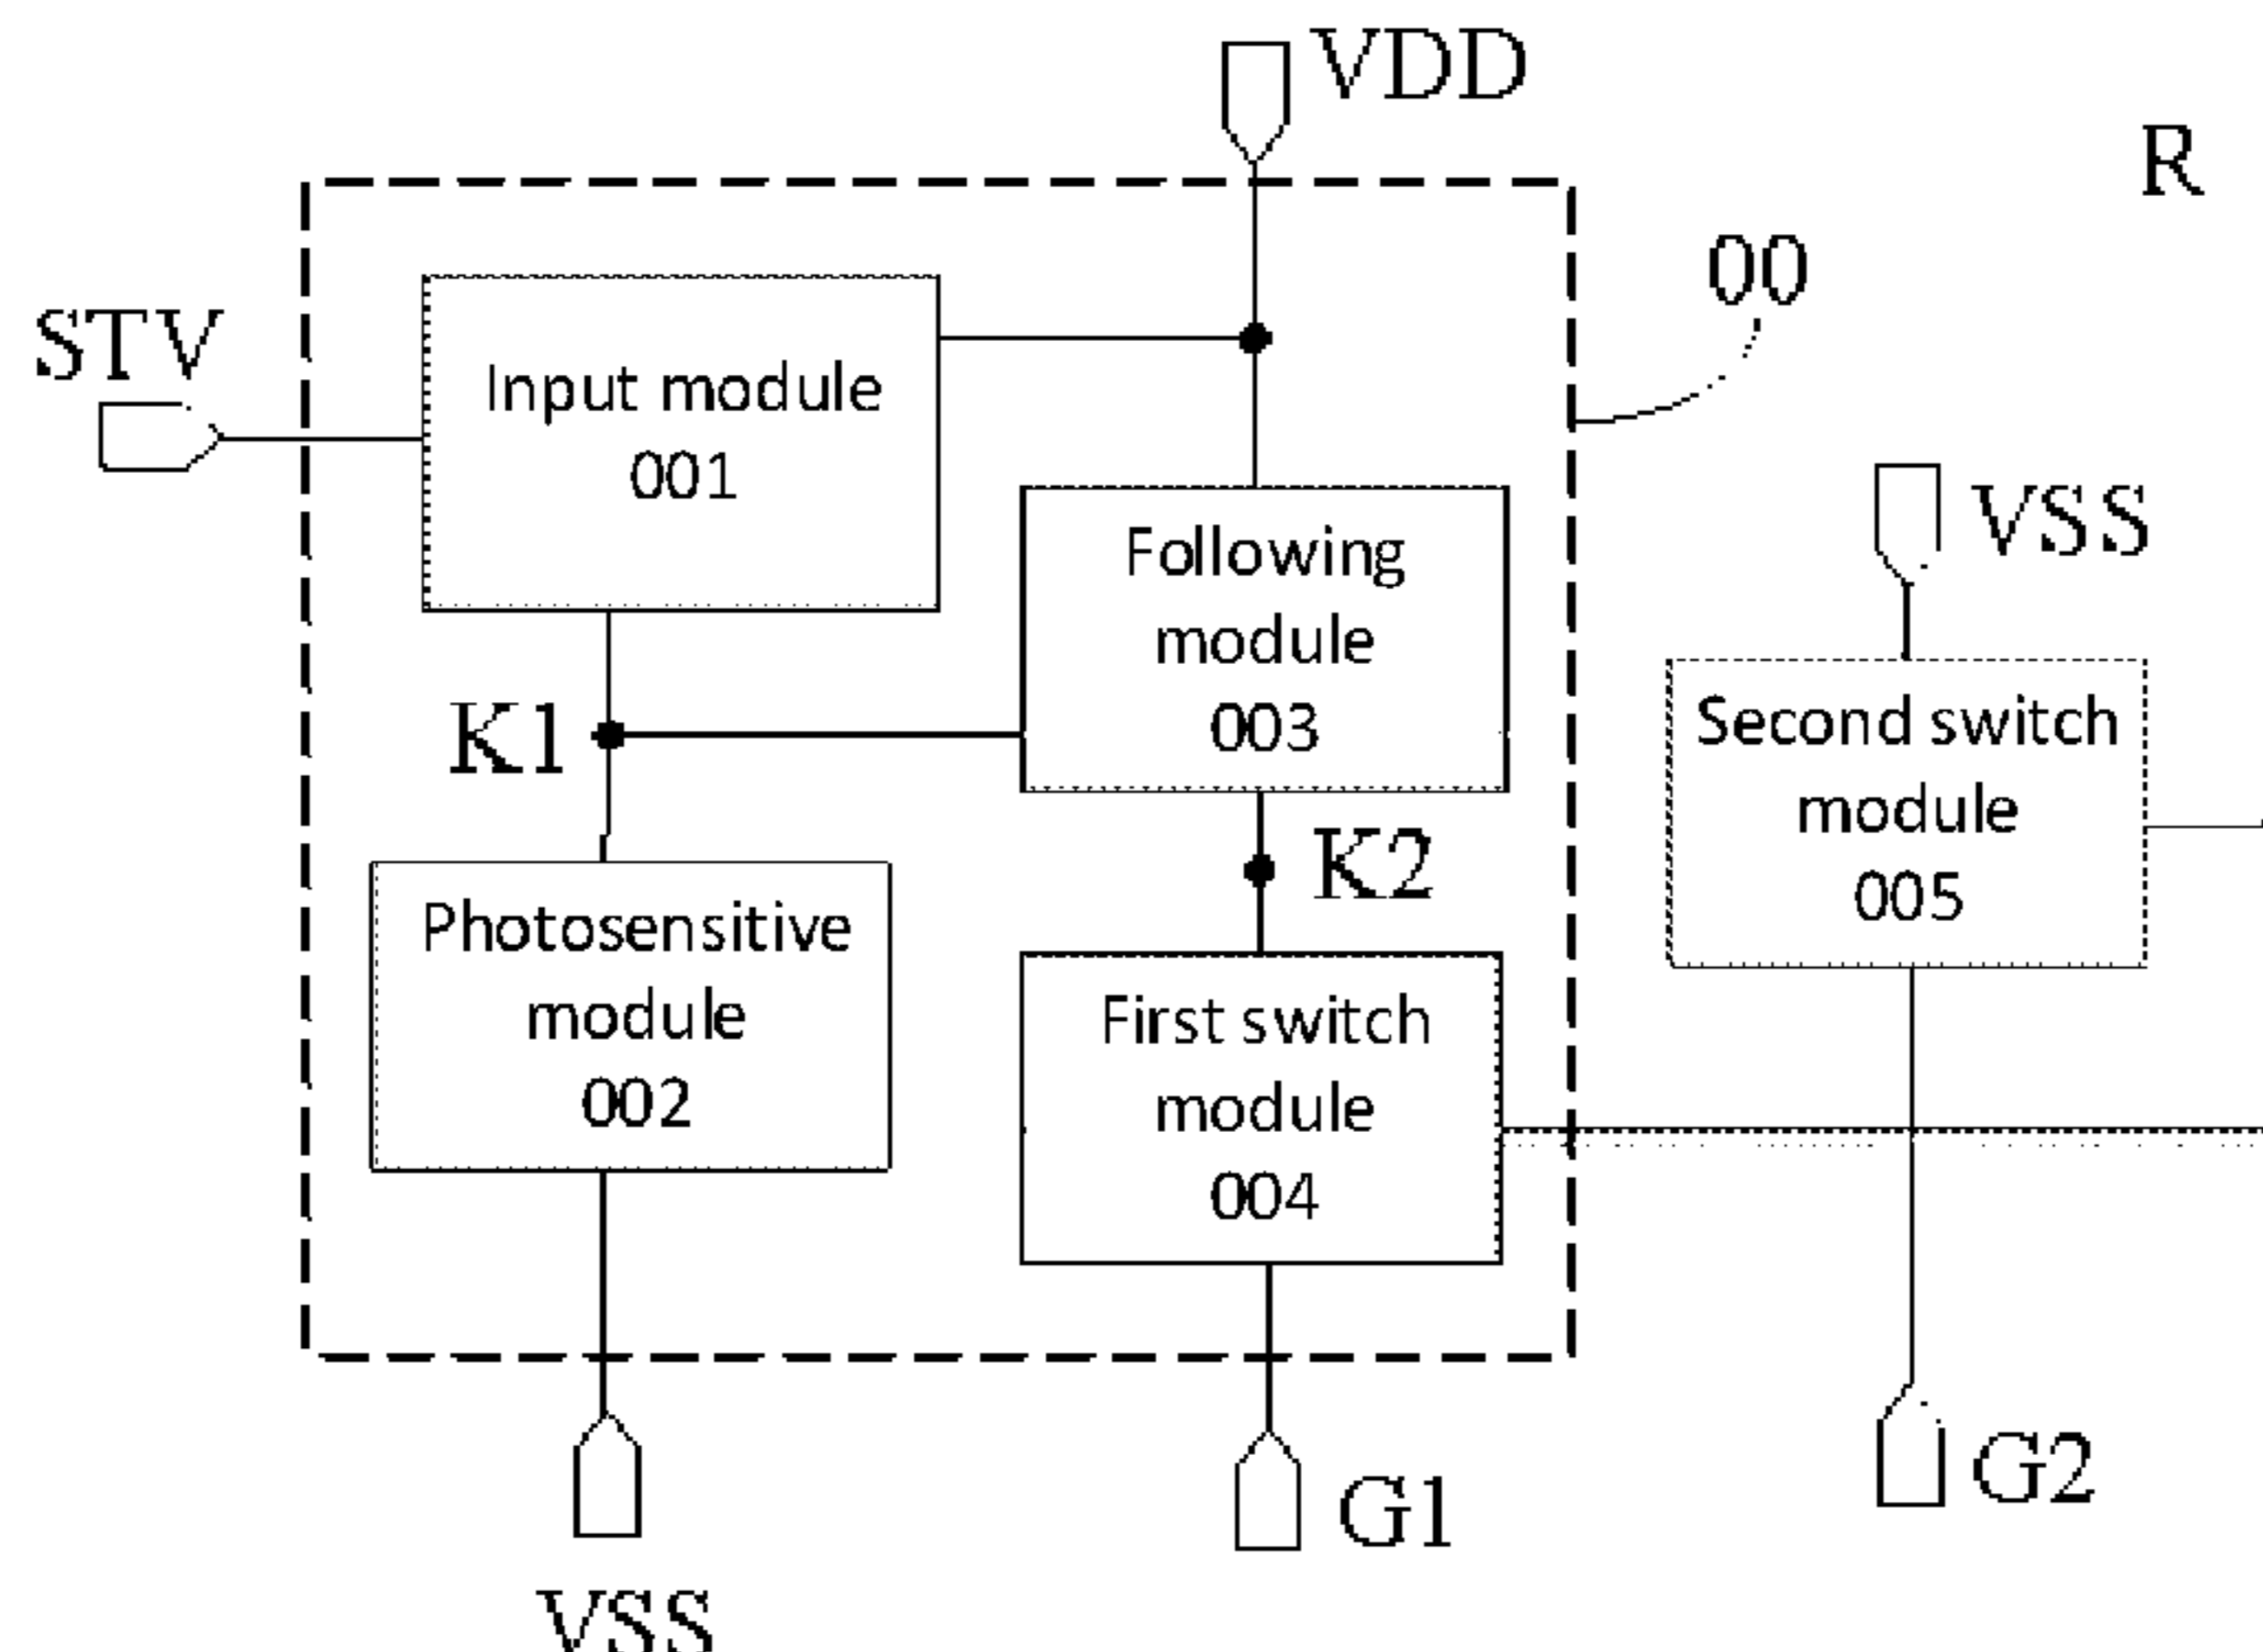 VDD
R
00
STV
Input module
001
VSS
Following
module
003
K1
Second switch
module
005
K2
Photosensitive
module
002
First switch
module
004
G2
G1
VSS